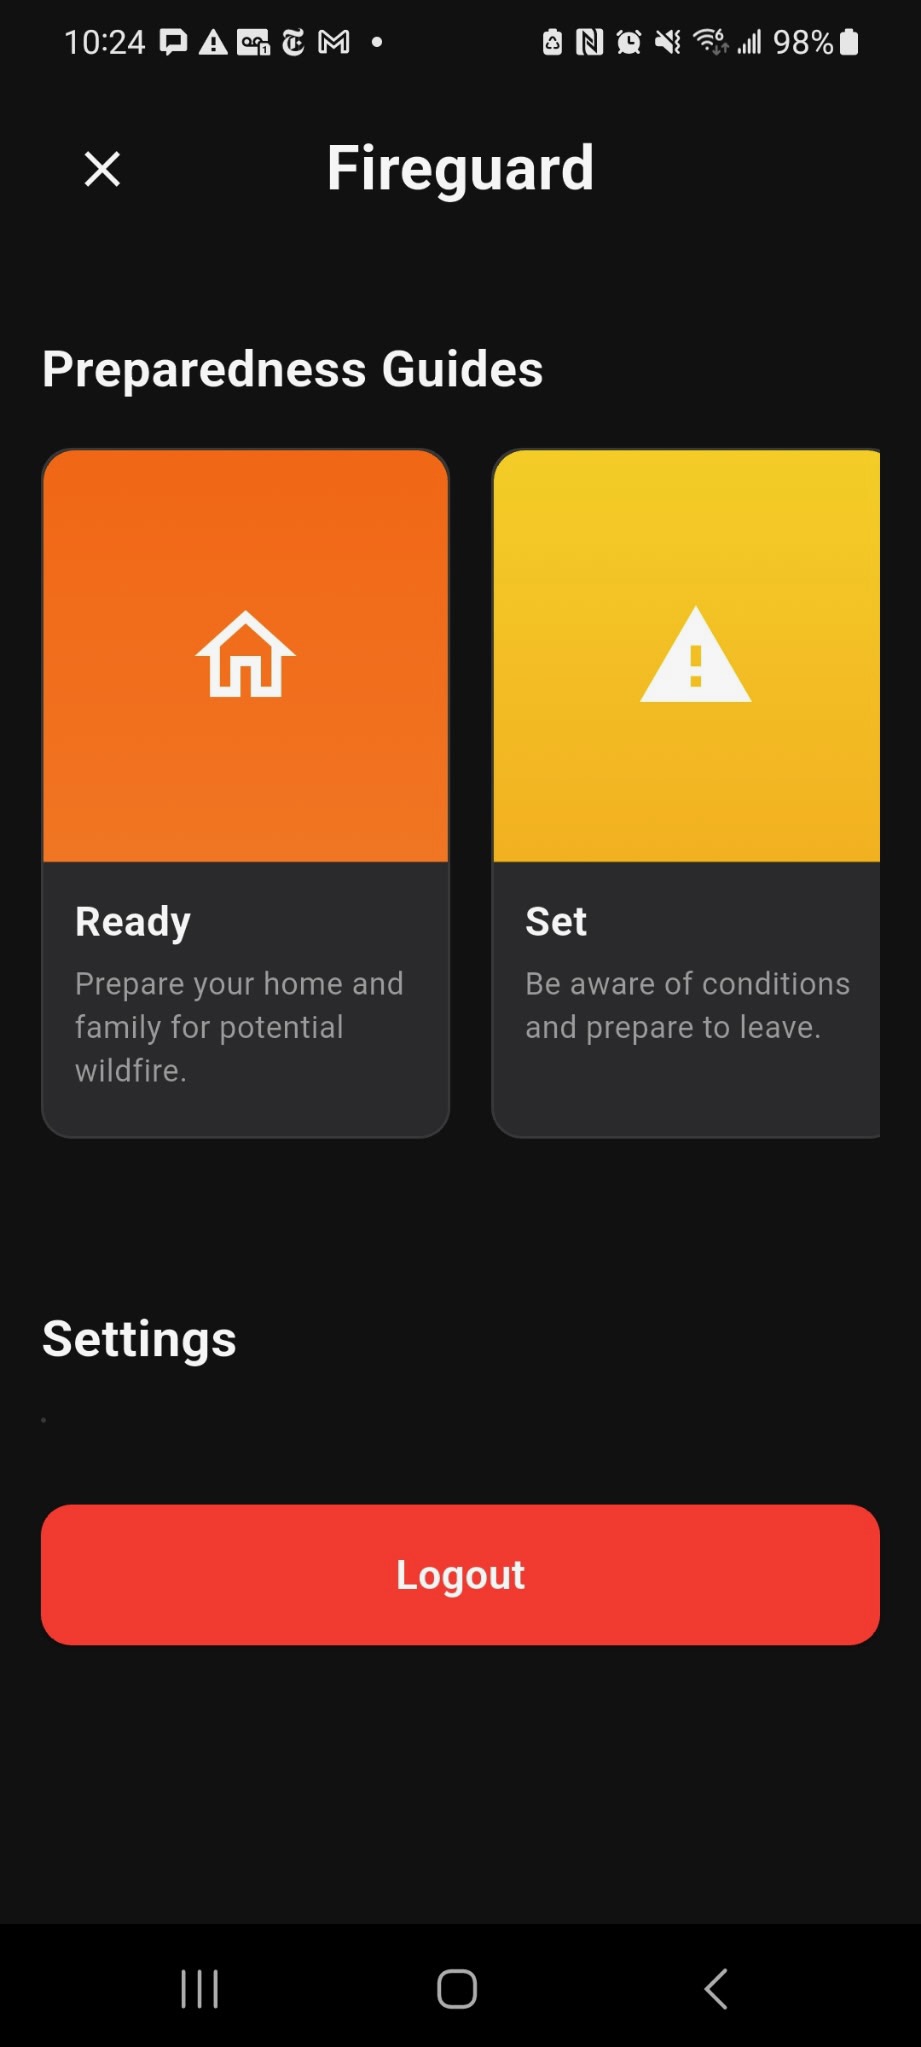 10:24
98%
Fireguard
Preparedness Guides
Ready
Prepare your home and
family for potential
wildfire.
Set
Be aware of conditions
and prepare to leave.
Settings
Logout